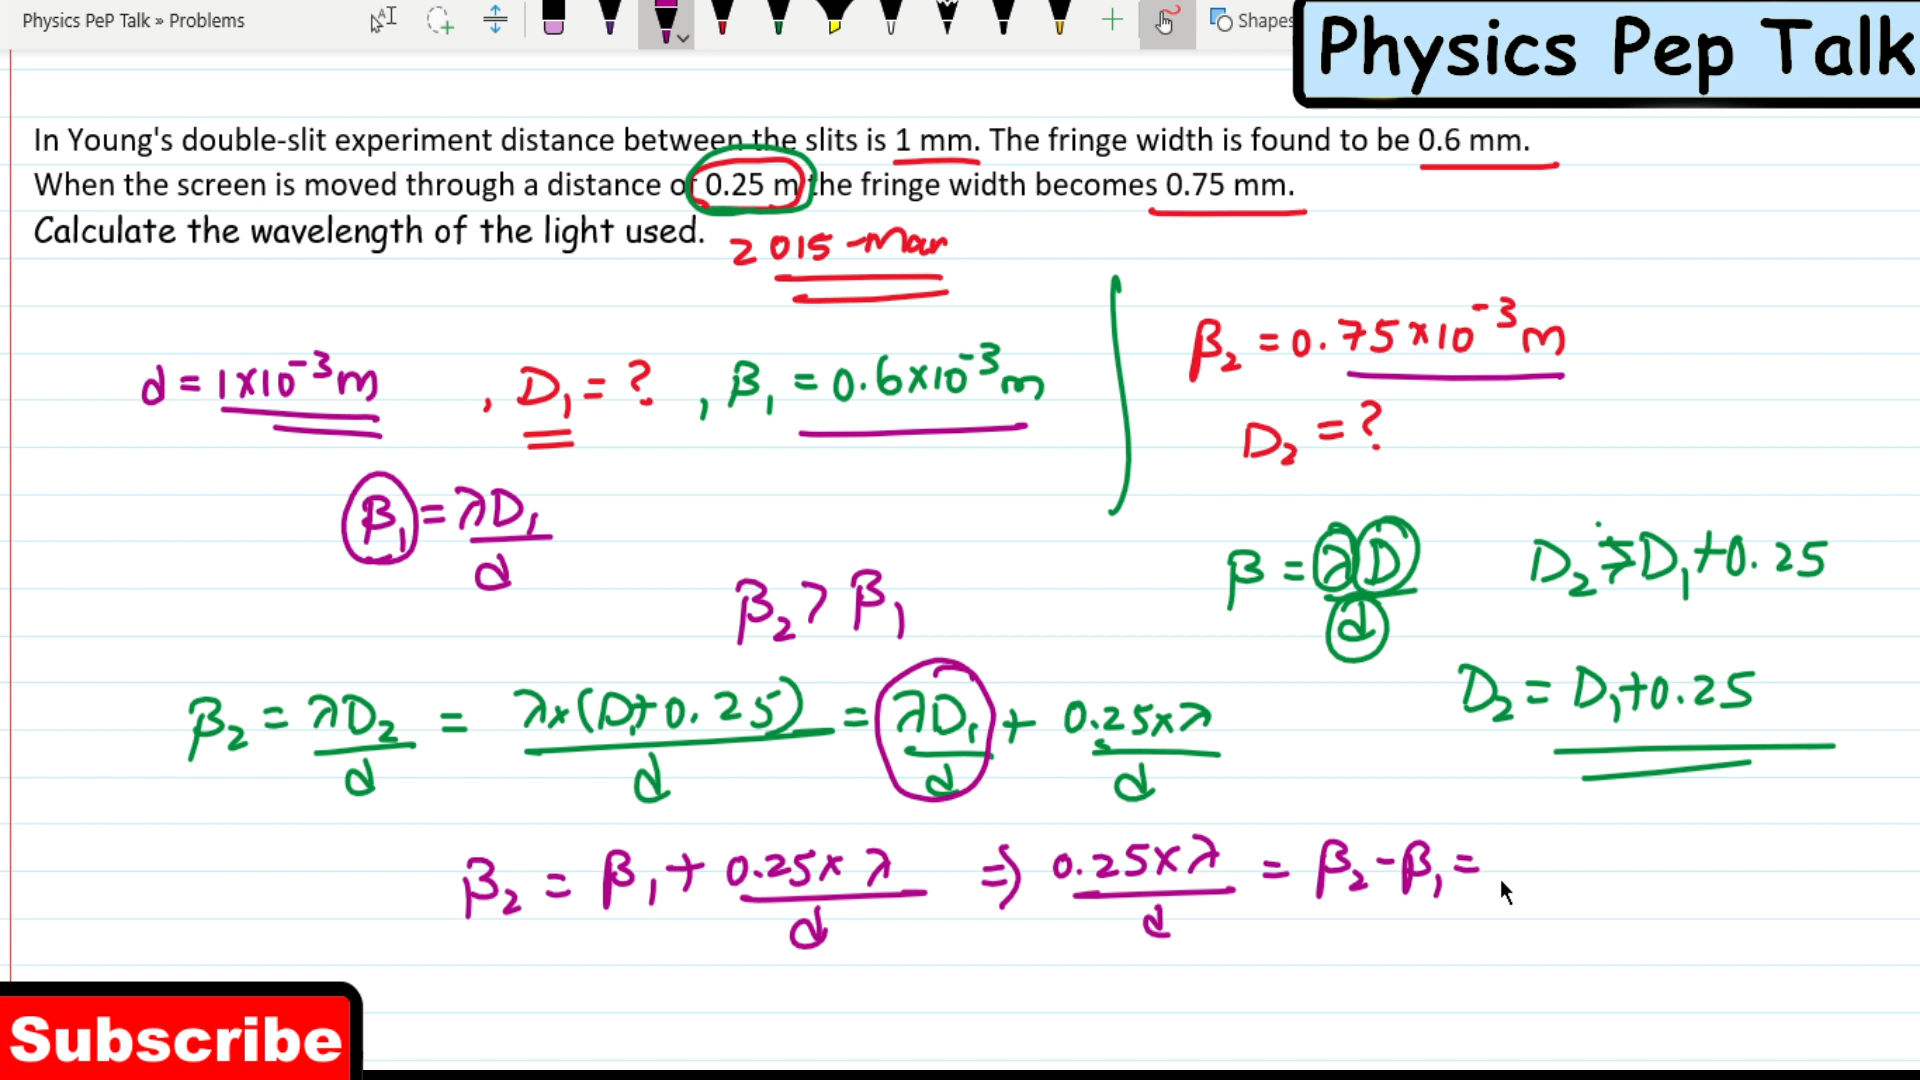 Physics PeP Talk » Problems
Shapes
Physics Pep Talk
In Young's double-slit experiment distance between the slits is 1 mm. The fringe width is found to be 0.6 mm.
When the screen is moved through a distance of 0.25 m the fringe width becomes 0.75 mm.
Calculate the wavelength of the light used.
2015-Mar
d = 1×10⁻³m , D₁ = ? , β₁ = 0.6×10⁻³m
β₂ = 0.75×10⁻³m
D₂ = ?
β₁ = λD₁/d
β₂ > β₁
β = λD/d
D₂ > D₁+0.25
D₂ = D₁+0.25
β₂ = λD₂/d = λ×(D₁+0.25)/d = λD₁/d + 0.25×λ/d
β₂ = β₁ + 0.25×λ/d ⇒ 0.25×λ/d = β₂-β₁ =
Subscribe